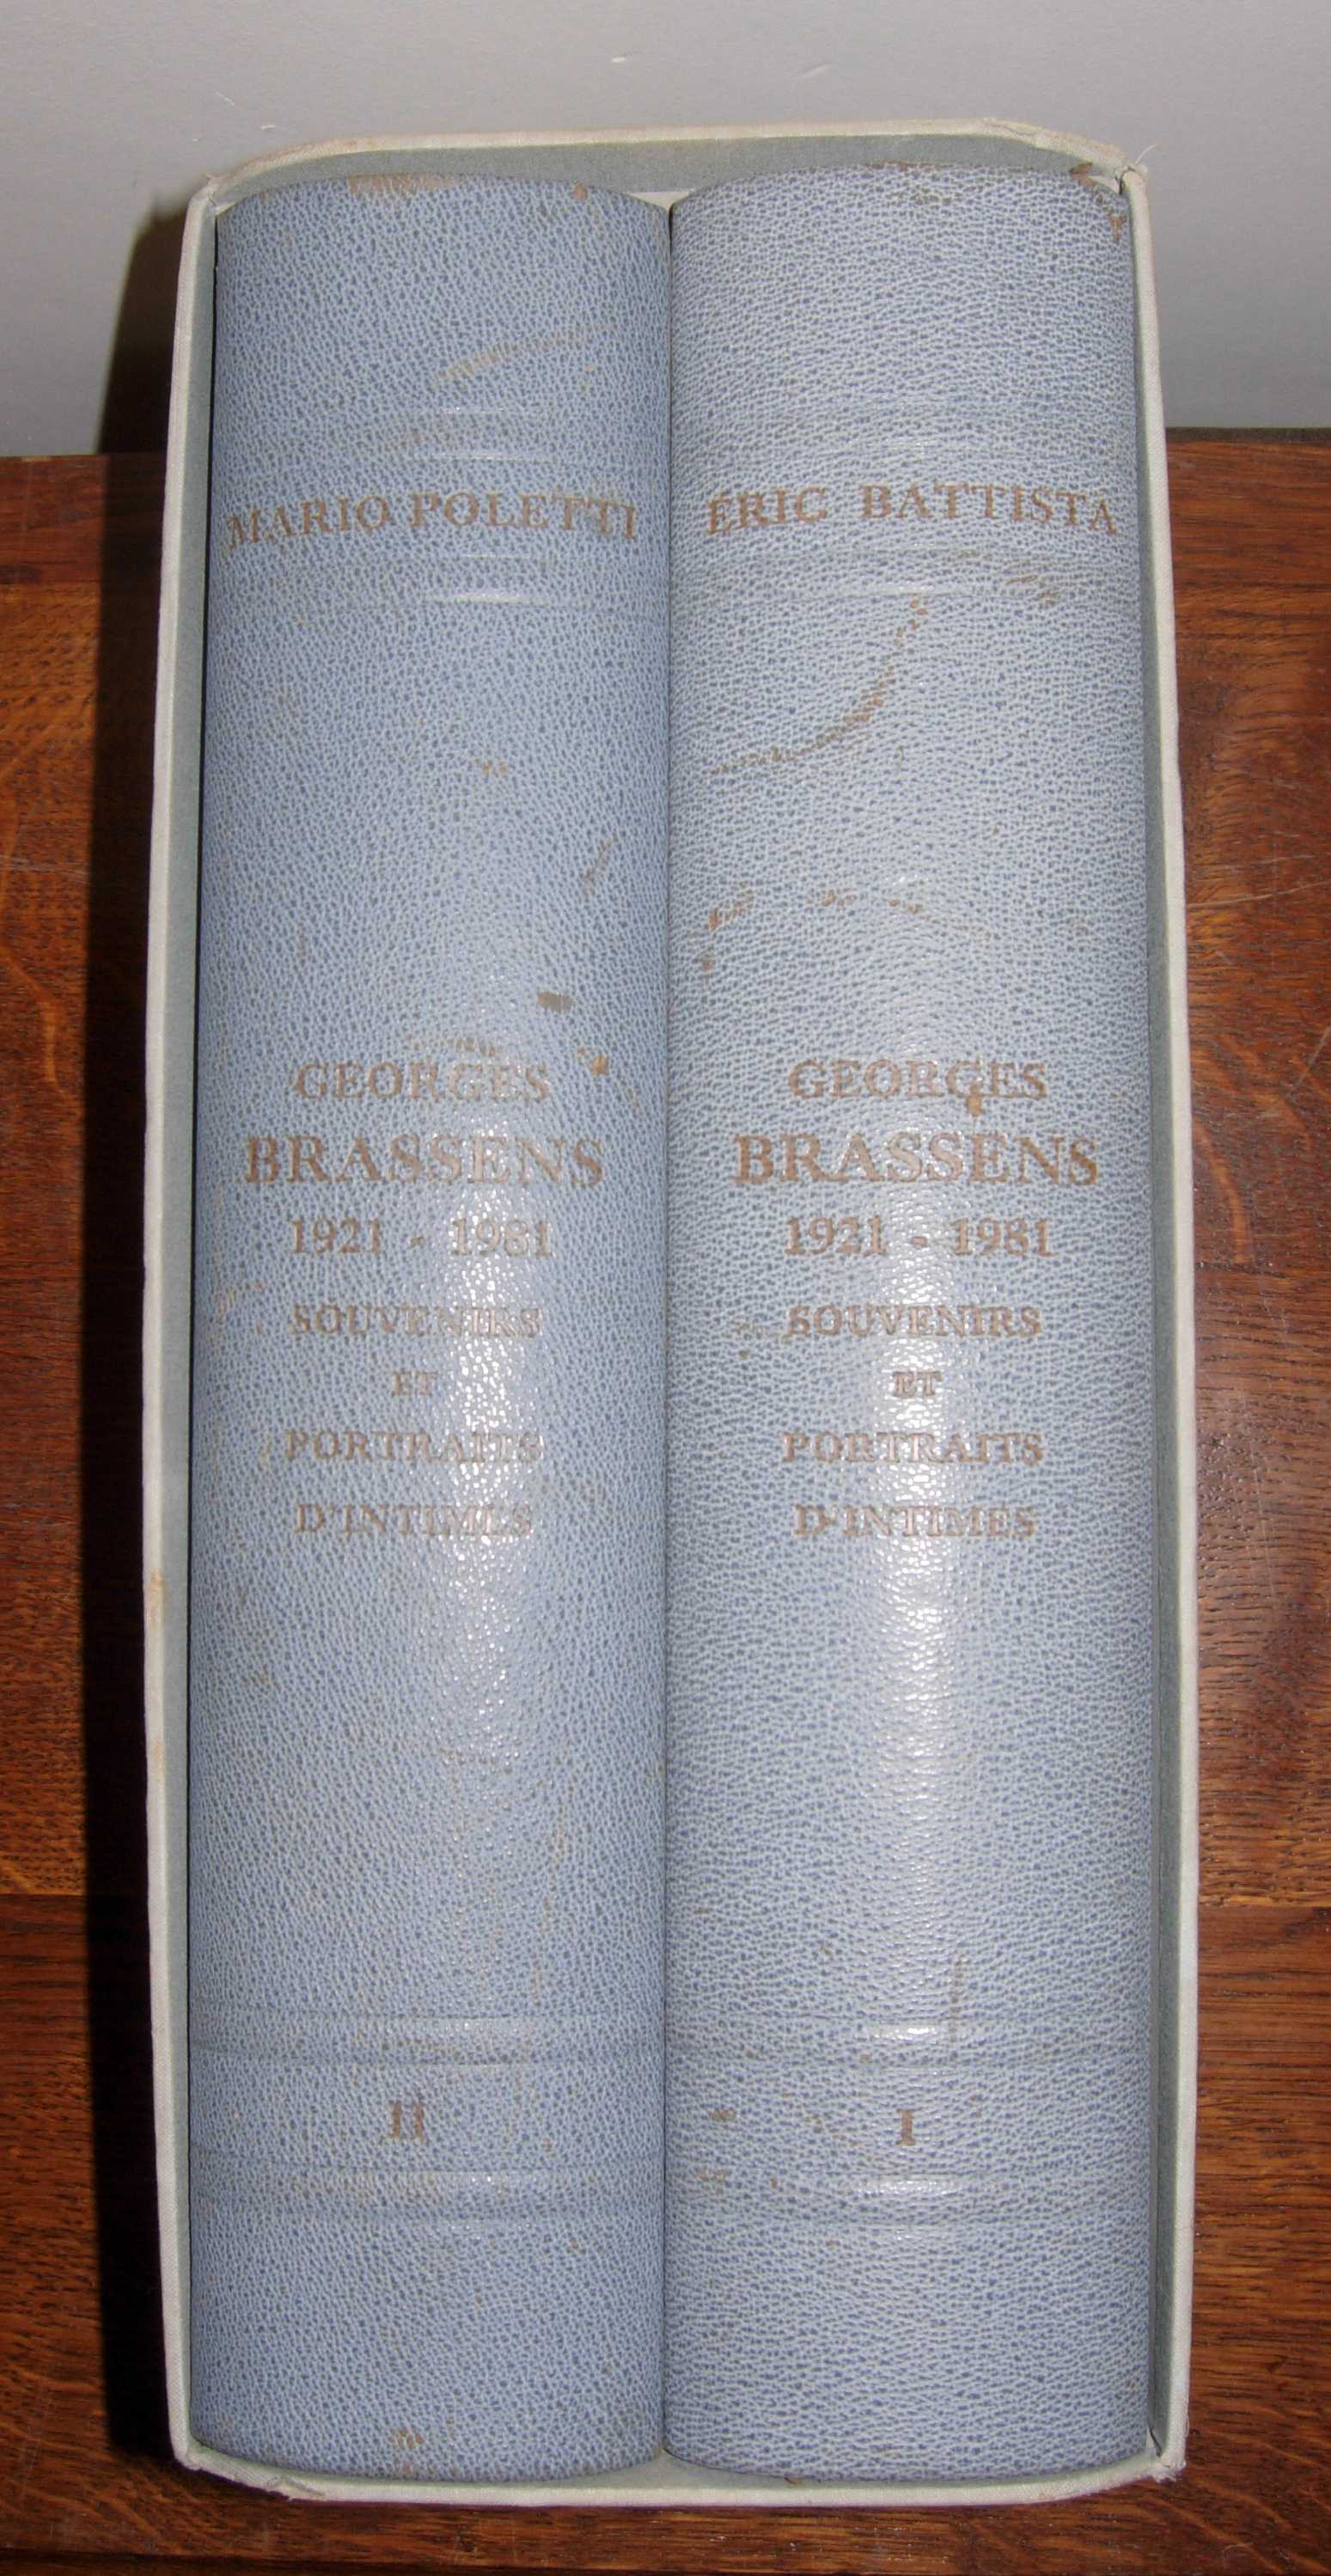 MARIO POLETTI
GEORGES
BRASSENS
1921 - 1981
SOUVENIRS
ET
PORTRAITS
D'INTIMES
II
ÉRIC BATTISTA
GEORGES
BRASSENS
1921 - 1981
SOUVENIRS
ET
PORTRAITS
D'INTIMES
I